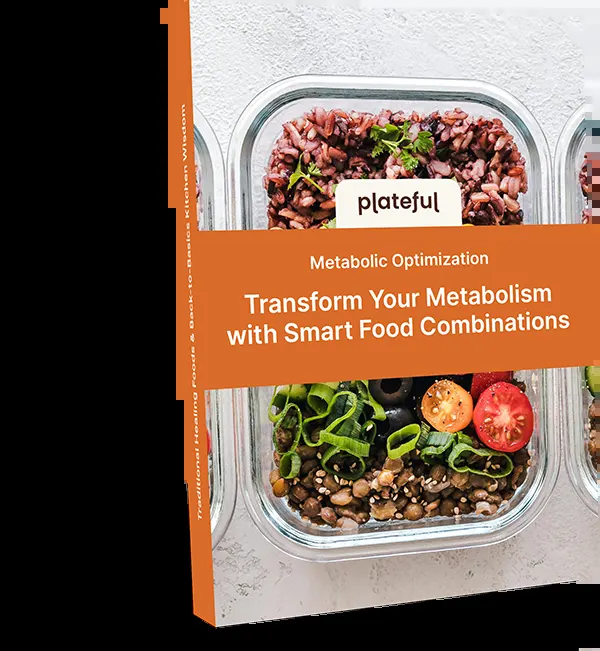 plateful
Metabolic Optimization
Transform Your Metabolism
with Smart Food Combinations
Traditional Healing Foods & Back-to-Basics Kitchen Wisdom